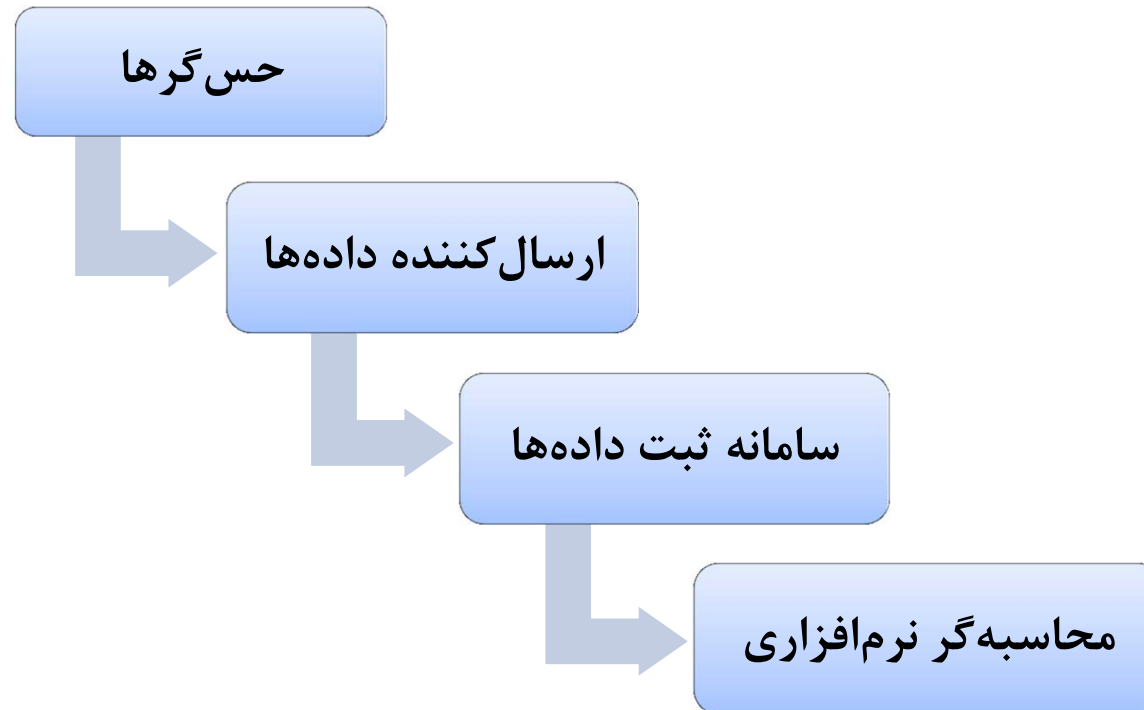 حس‌گرها
ارسال‌کننده داده‌ها
سامانه ثبت داده‌ها
محاسبه‌گر نرم‌افزاری